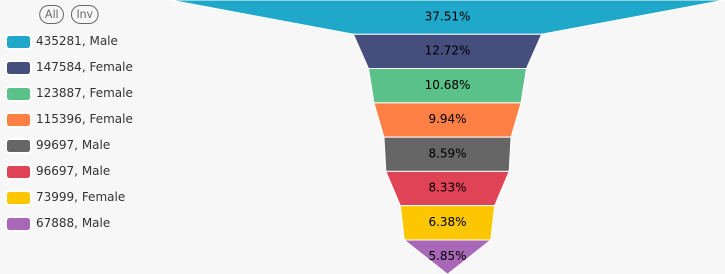 All Inv
435281, Male
147584, Female
123887, Female
115396, Female
99697, Male
96697, Male
73999, Female
67888, Male
37.51%
12.72%
10.68%
9.94%
8.59%
8.33%
6.38%
5.85%